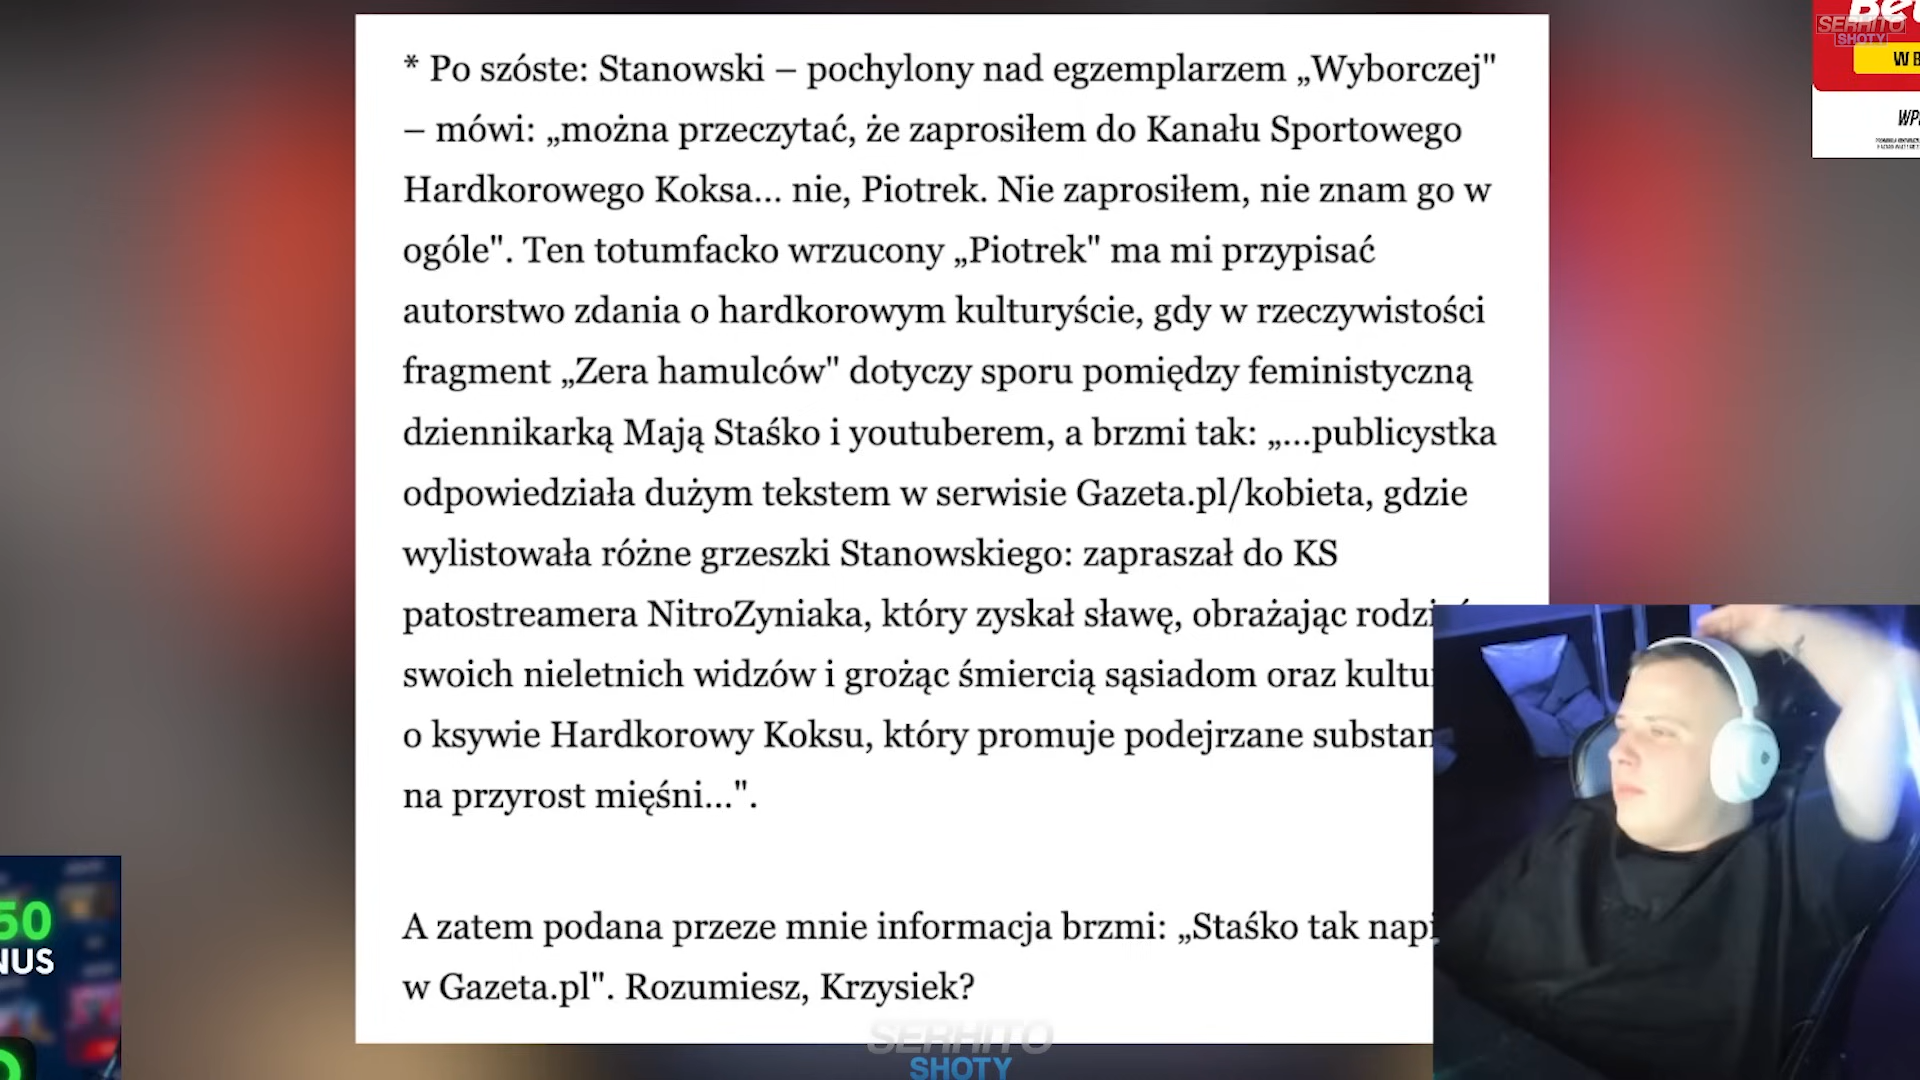 * Po szóste: Stanowski – pochylony nad egzemplarzem „Wyborczej"
– mówi: „można przeczytać, że zaprosiłem do Kanału Sportowego
Hardkorowego Koksa... nie, Piotrek. Nie zaprosiłem, nie znam go w
ogóle". Ten totumfacko wrzucony „Piotrek" ma mi przypisać
autorstwo zdania o hardkorowym kulturyście, gdy w rzeczywistości
fragment „Zera hamulców" dotyczy sporu pomiędzy feministyczną
dziennikarką Mają Staśko i youtuberem, a brzmi tak: „...publicystka
odpowiedziała dużym tekstem w serwisie Gazeta.pl/kobieta, gdzie
wylistowała różne grzeszki Stanowskiego: zapraszał do KS
patostreamera NitroZyniaka, który zyskał sławę, obrażając
swoich nieletnich widzów i grożąc śmiercią sąsiadom oraz
o ksywie Hardkorowy Koksu, który promuje podejrzane
na przyrost mięśni...".
A zatem podana przeze mnie informacja brzmi: „Staśko tak
w Gazeta.pl". Rozumiesz, Krzysiek?
SERHITO
SHOTY
SERHITO
SHOTY
50